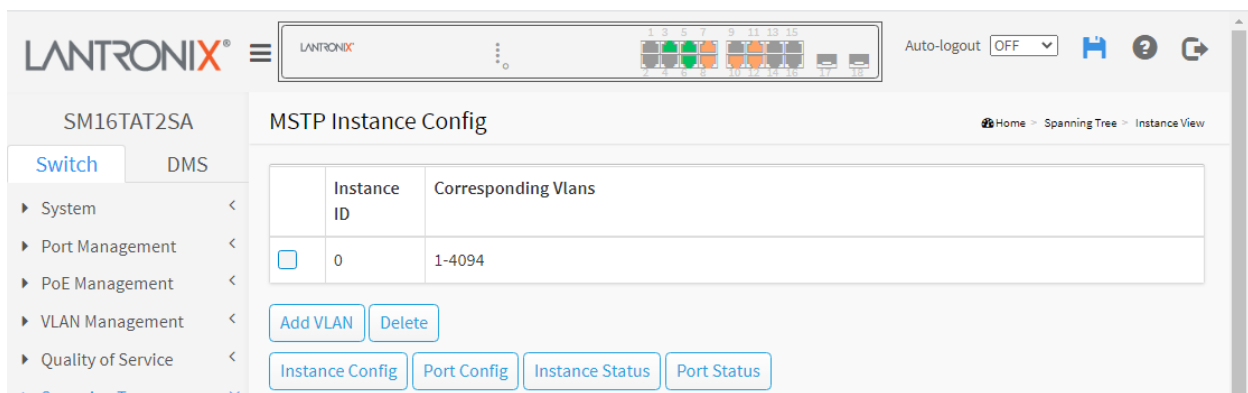 LANTRONIX®
LANTRONIX
1 3 5 7 9 11 13 15
2 4 6 8 10 12 14 16 17 18
Auto-logout OFF
SM16TAT2SA
MSTP Instance Config
Home > Spanning Tree > Instance View
Switch DMS
System
Port Management
PoE Management
VLAN Management
Quality of Service
Instance ID Corresponding Vlans
0 1-4094
Add VLAN Delete
Instance Config Port Config Instance Status Port Status